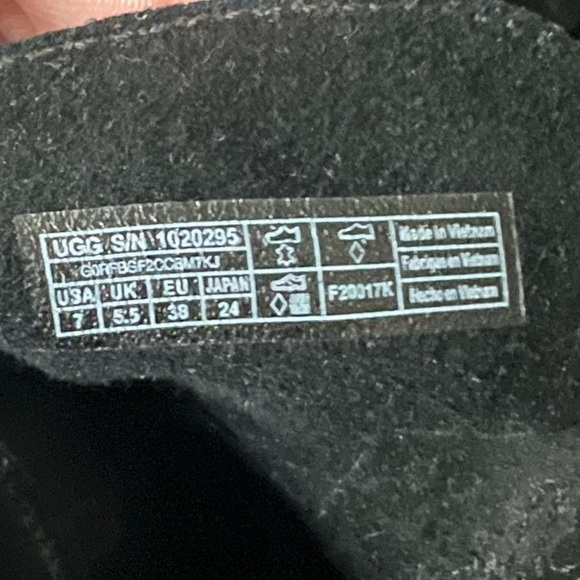 UGG S/N 1020295
USA UK EU JAPAN
7 5.5 38 24
F20017K
Made in Vietnam
Fabriqué en Vietnam
Hecho en Vietnam